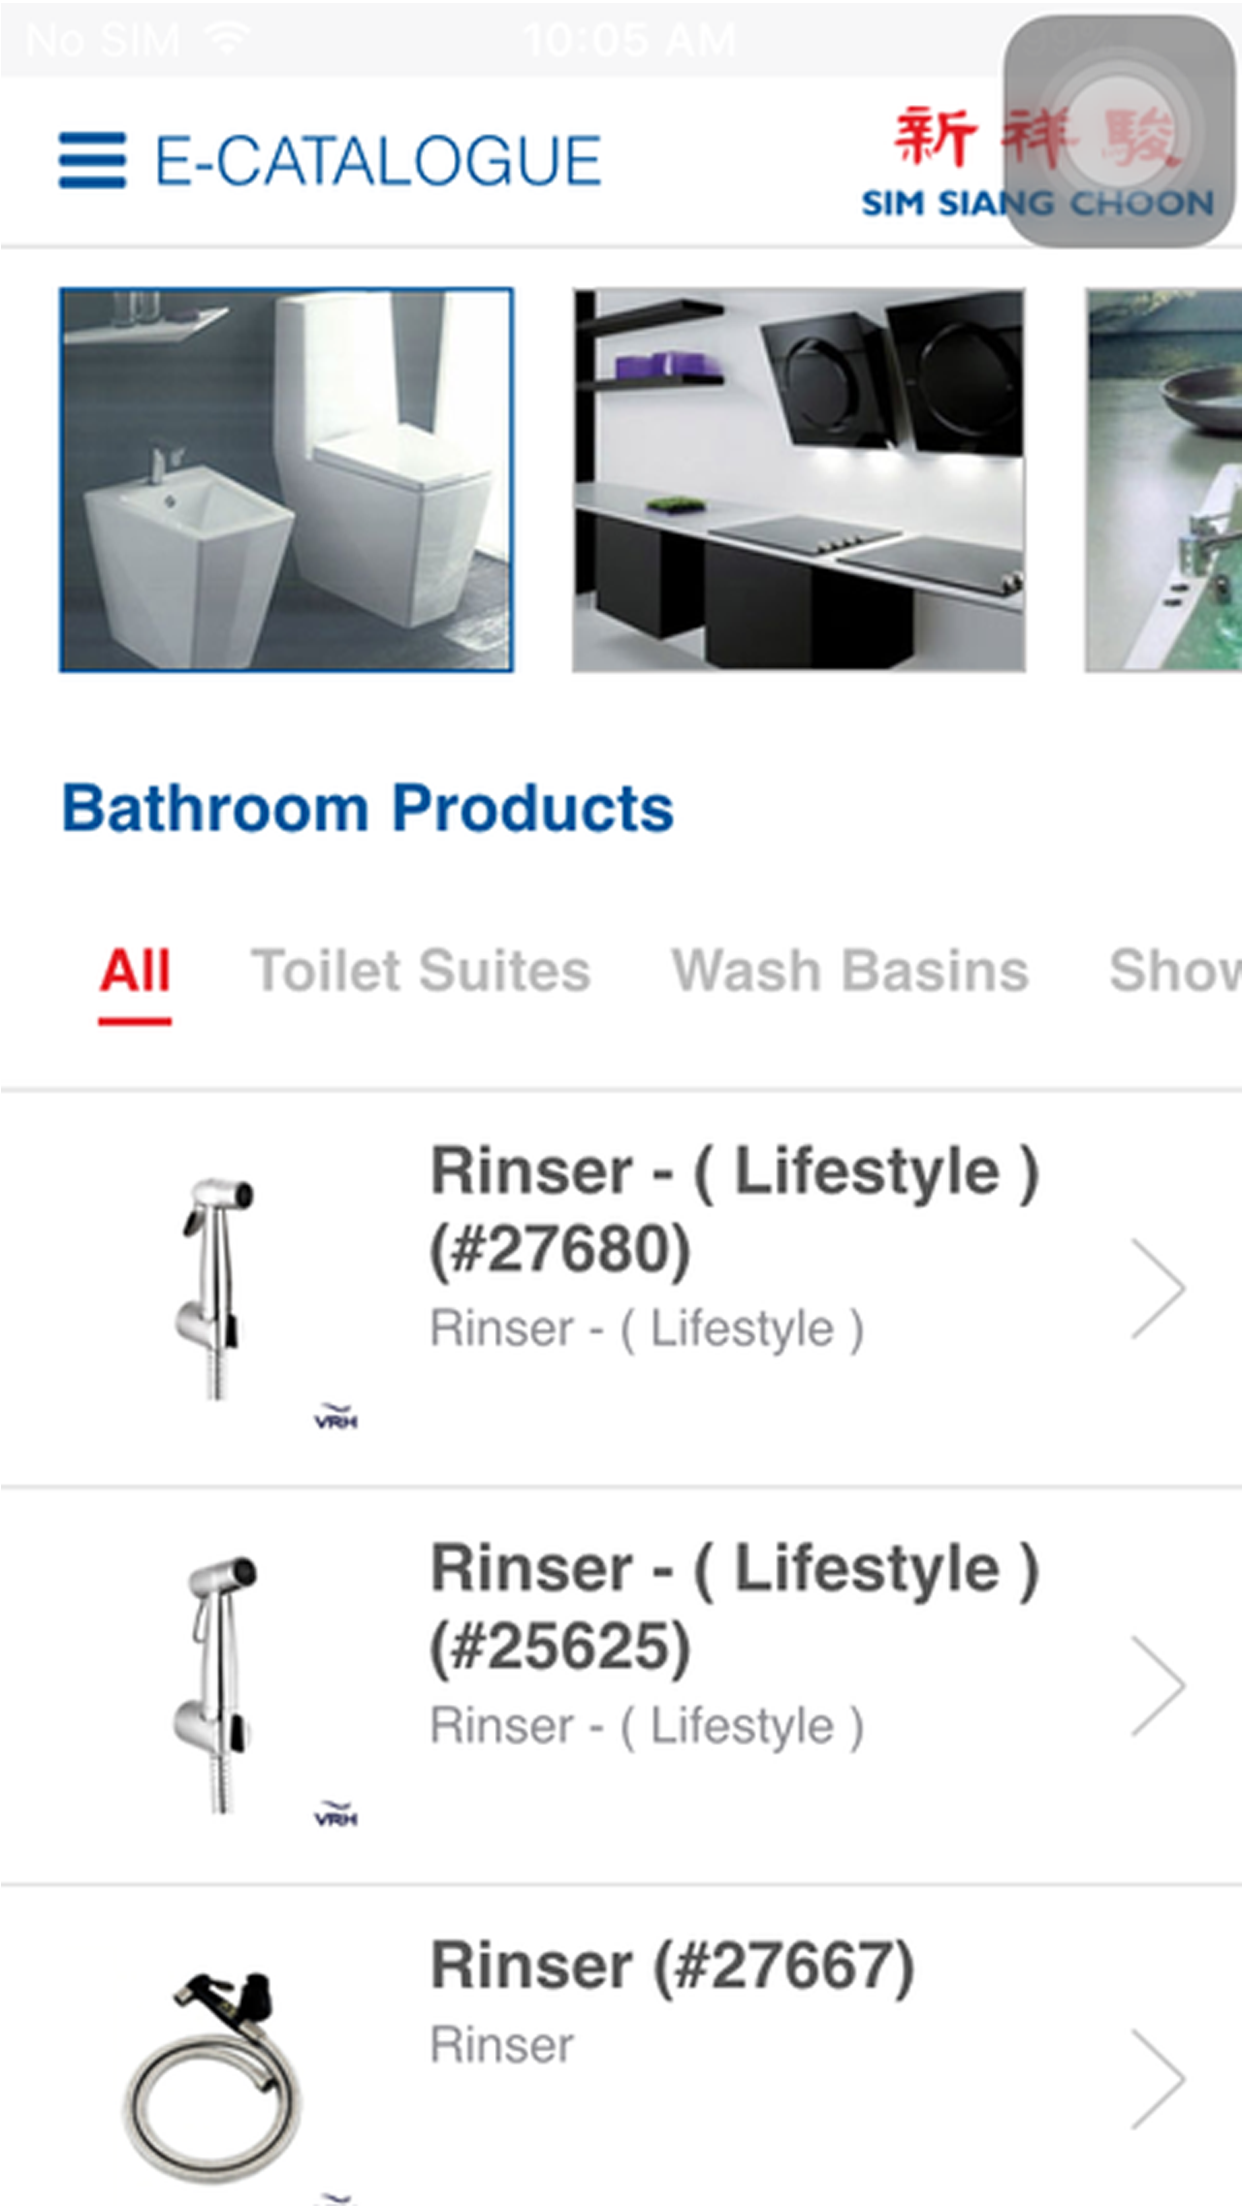 No SIM 10:05 AM 99%
E-CATALOGUE
新祥駿
SIM SIANG CHOON
Bathroom Products
All Toilet Suites Wash Basins Show
Rinser - ( Lifestyle )
(#27680)
Rinser - ( Lifestyle )
VRH
Rinser - ( Lifestyle )
(#25625)
Rinser - ( Lifestyle )
VRH
Rinser (#27667)
Rinser